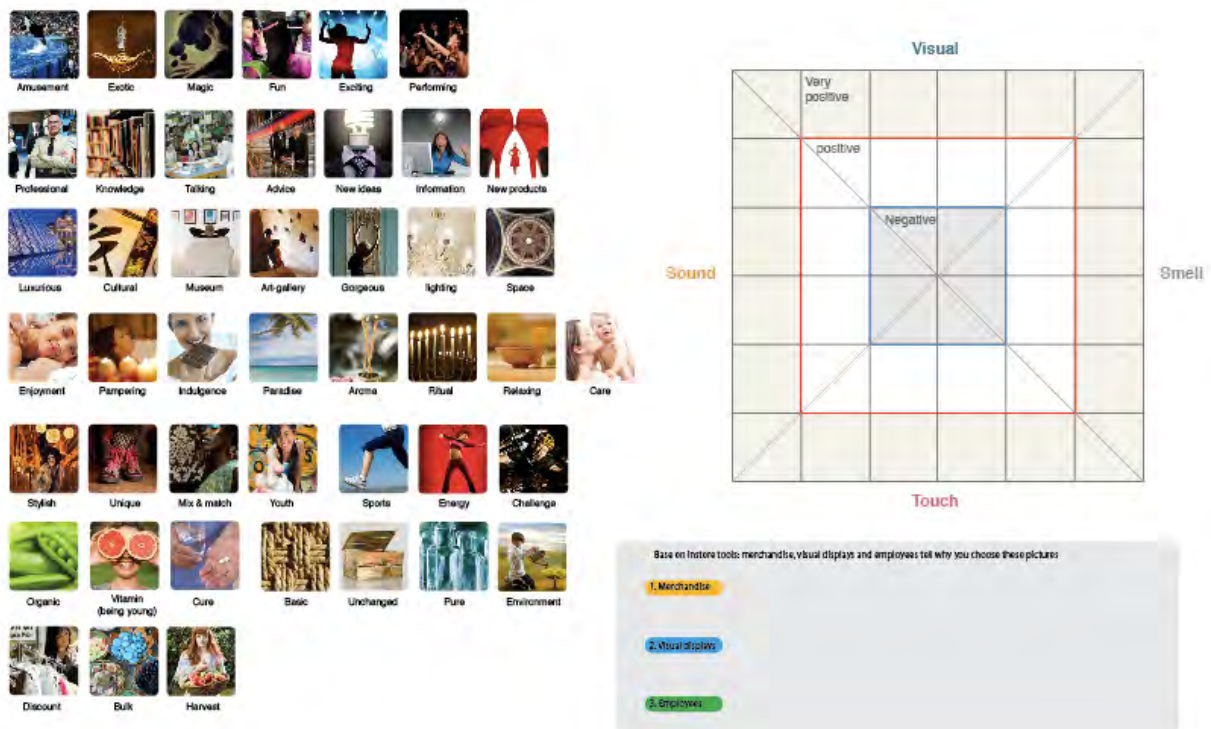 Amusement
Exotic
Magic
Fun
Exciting
Performing
Professional
Knowledge
Talking
Advice
New ideas
Information
New products
Luxurious
Cultural
Museum
Art-gallery
Gorgeous
lighting
Space
Enjoyment
Pampering
Indulgence
Paradise
Aroma
Ritual
Relaxing
Care
Stylish
Unique
Mix & match
Youth
Sports
Energy
Challenge
Organic
Vitamin
(being young)
Cure
Basic
Unchanged
Pure
Environment
Discount
Bulk
Harvest
Visual
Very
positive
positive
Negative
Sound
Smell
Touch
Base on Instore tools: merchandise, visual displays and employees tell why you choose these pictures
1. Merchandise
2. Visual displays
3. Employees